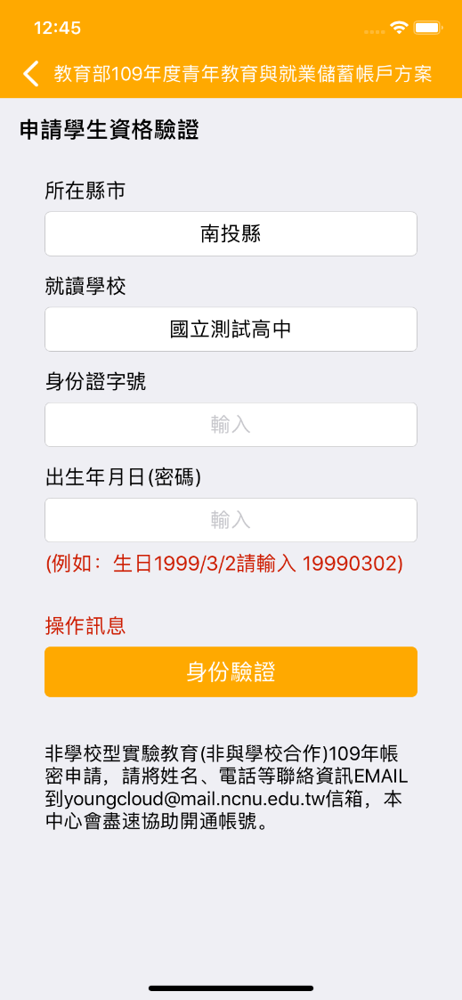 12:45
教育部109年度青年教育與就業儲蓄帳戶方案
申請學生資格驗證
所在縣市
南投縣
就讀學校
國立測試高中
身份證字號
輸入
出生年月日(密碼)
輸入
(例如：生日1999/3/2請輸入 19990302)
操作訊息
身份驗證
非學校型實驗教育(非與學校合作)109年帳
密申請，請將姓名、電話等聯絡資訊EMAIL
到youngcloud@mail.ncnu.edu.tw信箱，本
中心會盡速協助開通帳號。